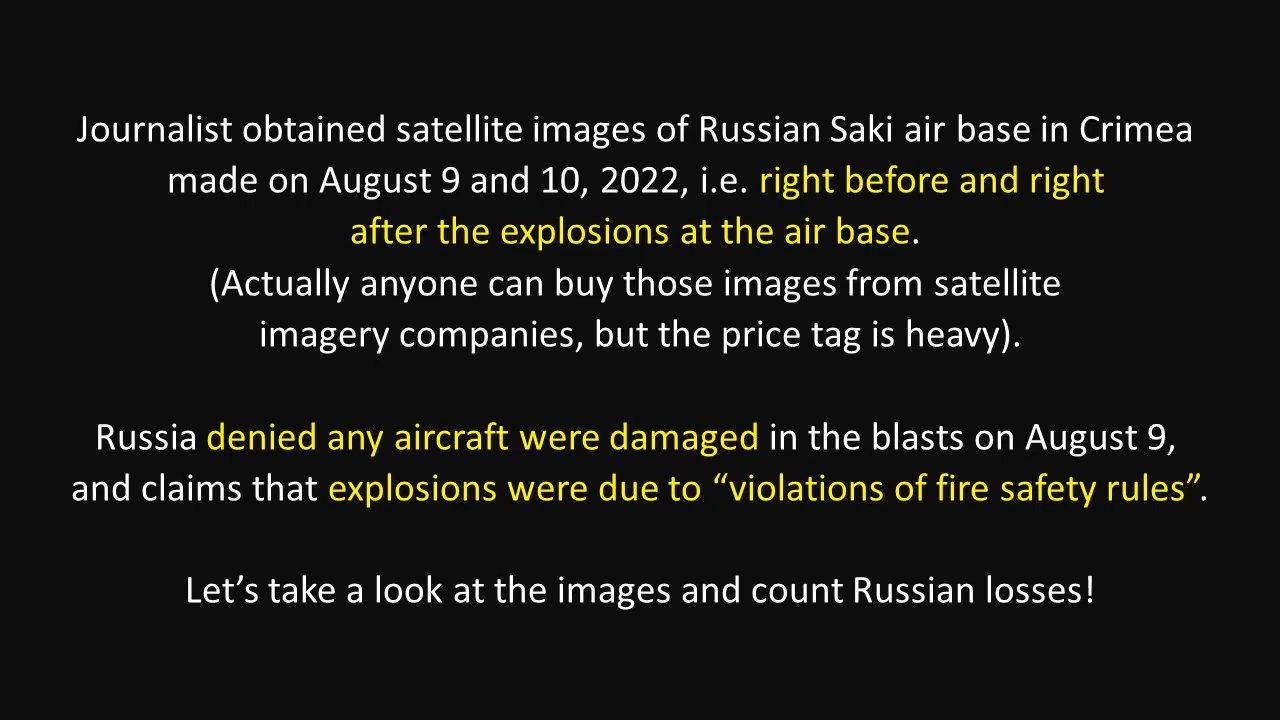 Journalist obtained satellite images of Russian Saki air base in Crimea
made on August 9 and 10, 2022, i.e. right before and right
after the explosions at the air base.
(Actually anyone can buy those images from satellite
imagery companies, but the price tag is heavy).
Russia denied any aircraft were damaged in the blasts on August 9,
and claims that explosions were due to “violations of fire safety rules”.
Let’s take a look at the images and count Russian losses!